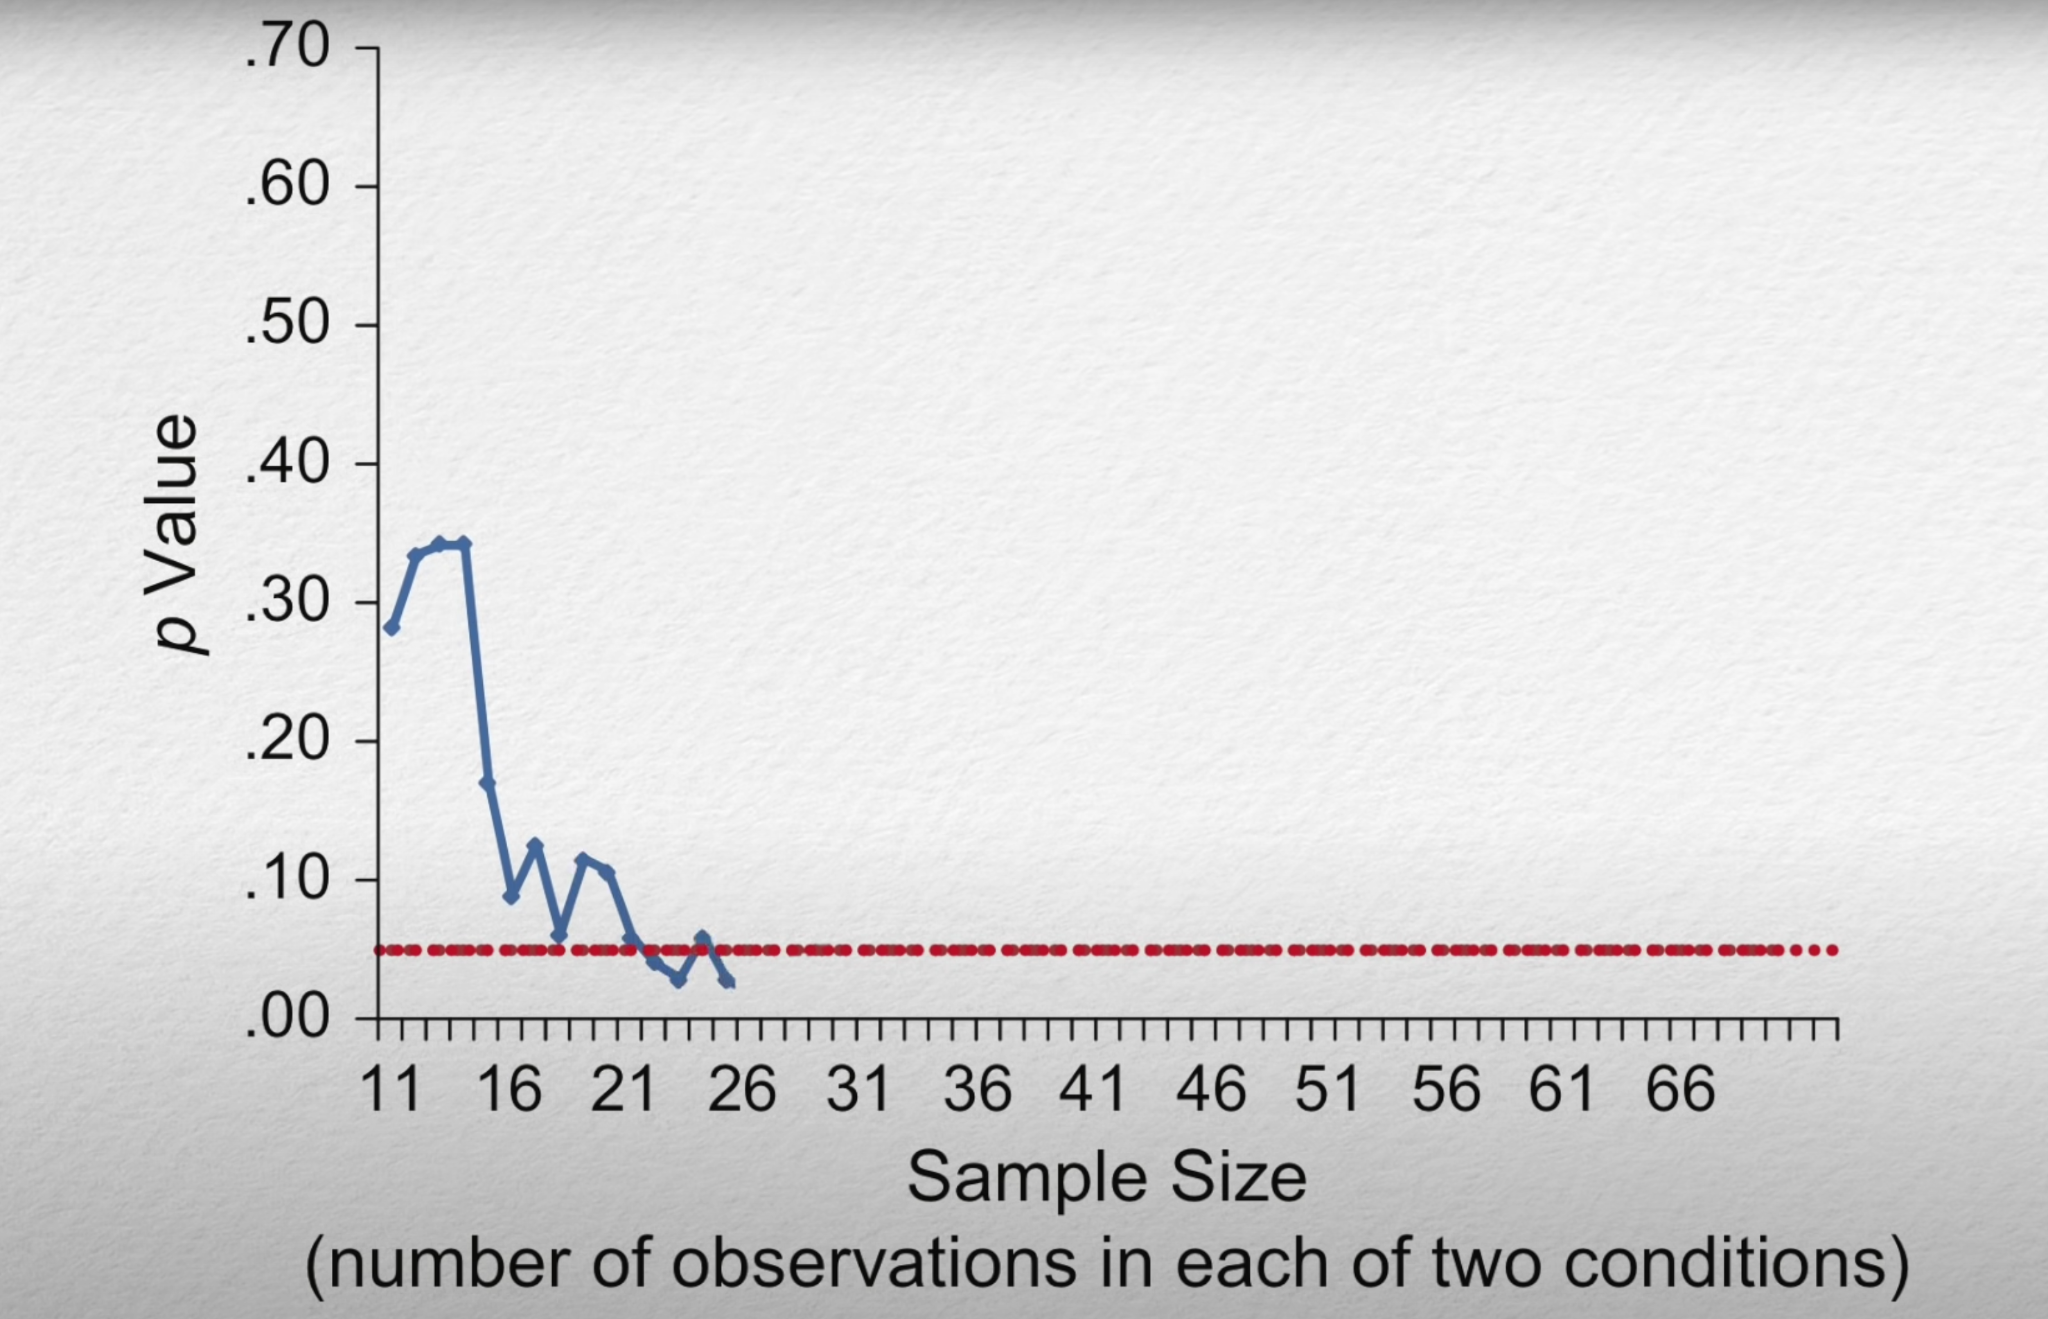 .70
.60
.50
.40
.30
.20
.10
.00
p Value
11 16 21 26 31 36 41 46 51 56 61 66
Sample Size
(number of observations in each of two conditions)